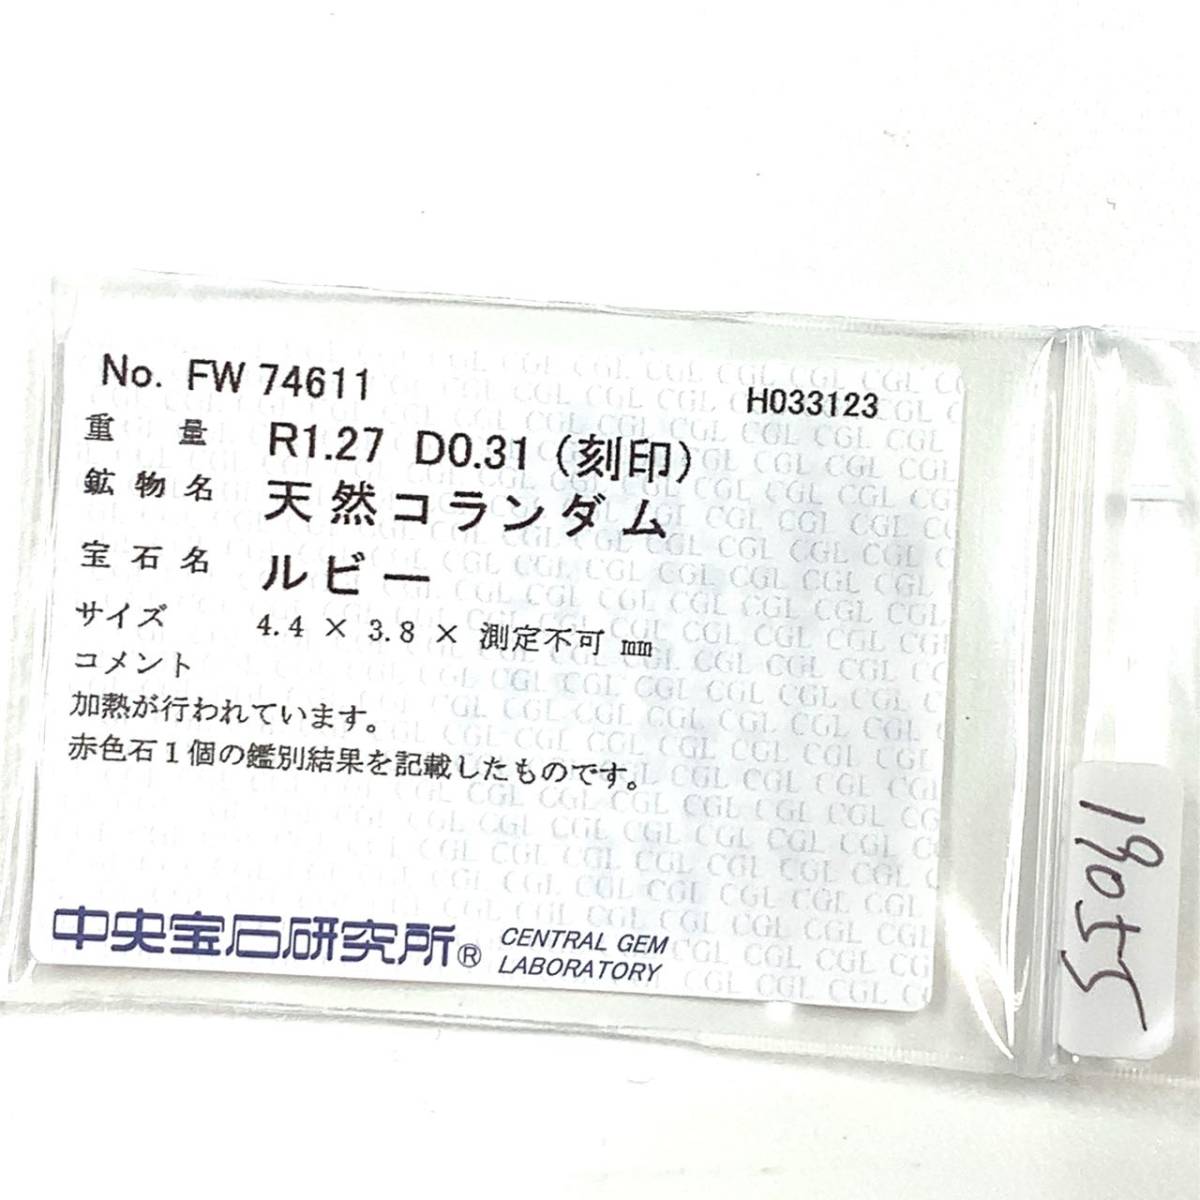 No. FW 74611
H033123
重量 R1.27 D0.31 (刻印)
鉱物名 天然コランダム
宝石名 ルビー
サイズ 4.4 × 3.8 × 測定不可 mm
コメント
加熱が行われています。
赤色石1個の鑑別結果を記載したものです。
中央宝石研究所® CENTRAL GEM
LABORATORY